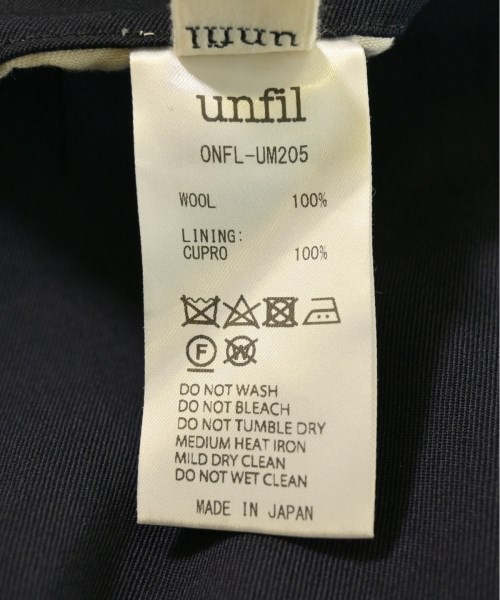 unfil
unfil
ONFL-UM205
WOOL 100%
LINING:
CUPRO 100%
F W
DO NOT WASH
DO NOT BLEACH
DO NOT TUMBLE DRY
MEDIUM HEAT IRON
MILD DRY CLEAN
DO NOT WET CLEAN
MADE IN JAPAN